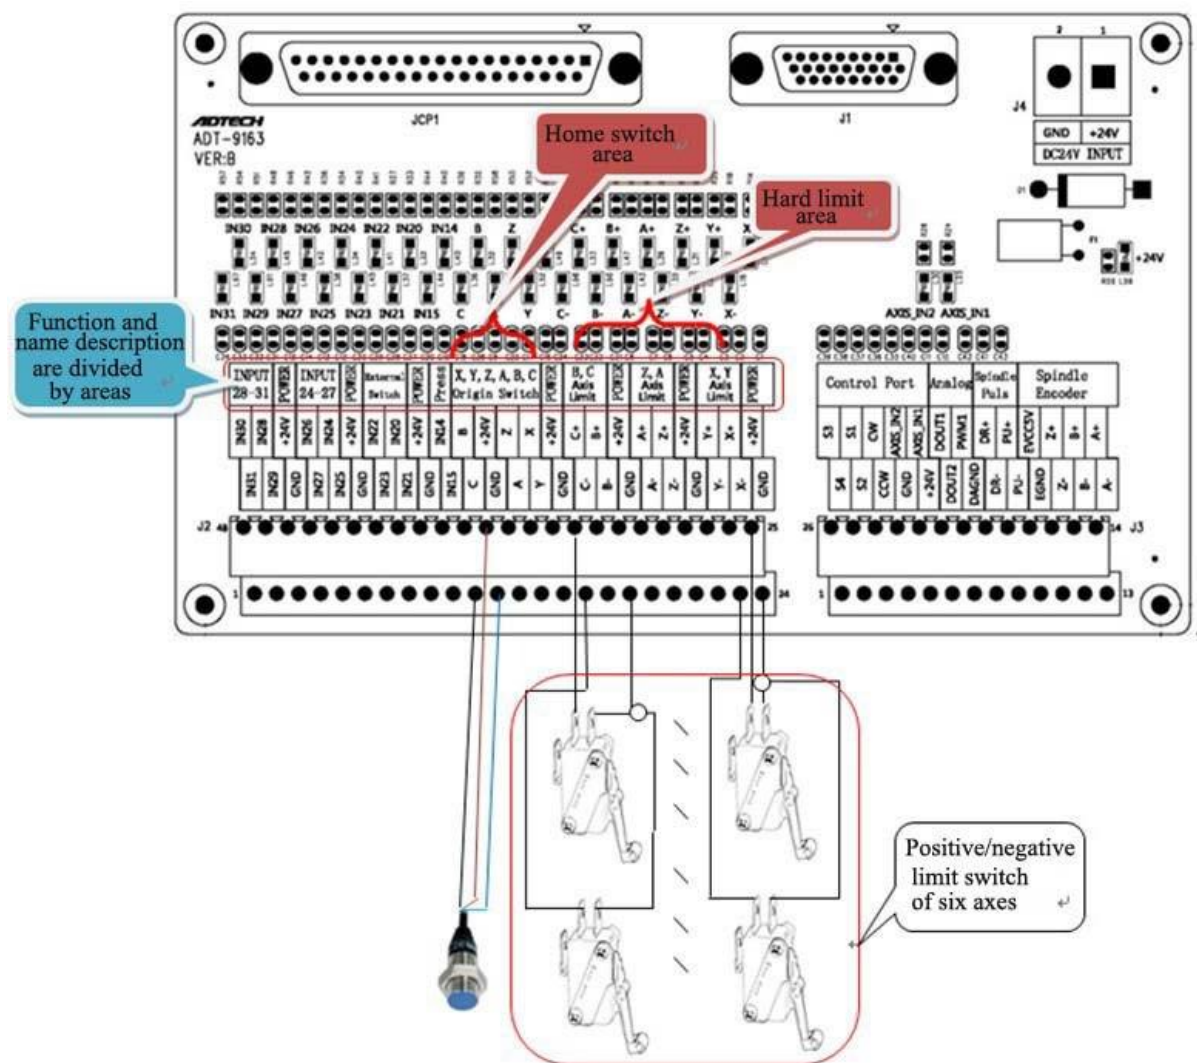 JCP1
J1
2
1
J4
GND
+24V
DC24V INPUT
ADTECH
ADT-9163
VER:B
Home switch
area
Hard limit
area
IN30 IN28 IN26 IN24 IN22 IN20 IN14 B Z C+ B+ A+ Z+ Y+ X
F1
+24V
IN31 IN29 IN27 IN25 IN23 IN21 IN15 C Y C- B- A- Z- Y- X-
AXIS_IN2 AXIS_IN1
Function and
name description
are divided
by areas
INPUT
28-31
POWER
INPUT
24-27
POWER
External
Switch
POWER
Press
X, Y, Z, A, B, C
Origin Switch
POWER
B, C
Axis
Limit
POWER
Z, A
Axis
Limit
POWER
X, Y
Axis
Limit
POWER
Control Port
Analog
Spindle
Puls
Spindle
Encoder
IN30 IN28 +24V IN26 IN24 +24V IN22 IN20 +24V IN14 B +24V Z X +24V C+ B+ +24V A+ Z+ +24V Y+ X+ +24V
S3 S1 CW AXIS_IN2 AXIS_IN1 DOUT1 PWM1 DR+ PU+ EVCC5V Z+ B+ A+
IN31 IN29 GND IN27 IN25 GND IN23 IN21 GND IN15 C GND A Y GND C- B- GND A- Z- GND Y- X- GND
S4 S2 CCW GND +24V DOUT2 DAGND DR- PU- EGND Z- B- A-
J2 48
25
26
14 J3
1
24
1
13
Positive/negative
limit switch
of six axes